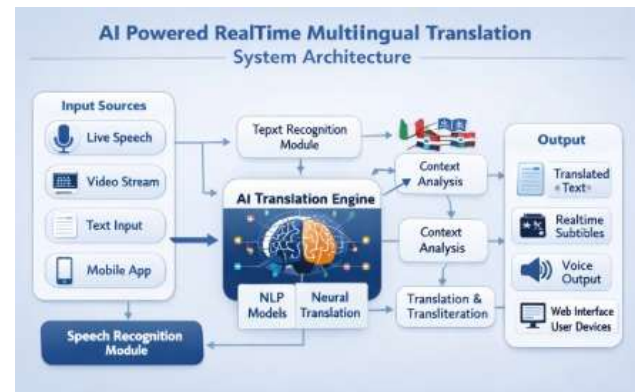 AI Powered RealTime Multiingual Translation
System Architecture
Input Sources
Live Speech
Video Stream
Text Input
Mobile App
Speech Recognition
Module
Tepxt Recognition
Module
AI Translation Engine
NLP
Models
Neural
Translation
Context
Analysis
Context
Analysis
Translation &
Transliteration
Output
Translated
Text
Realtime
Subtibles
Voice
Output
Web Interface
User Devices